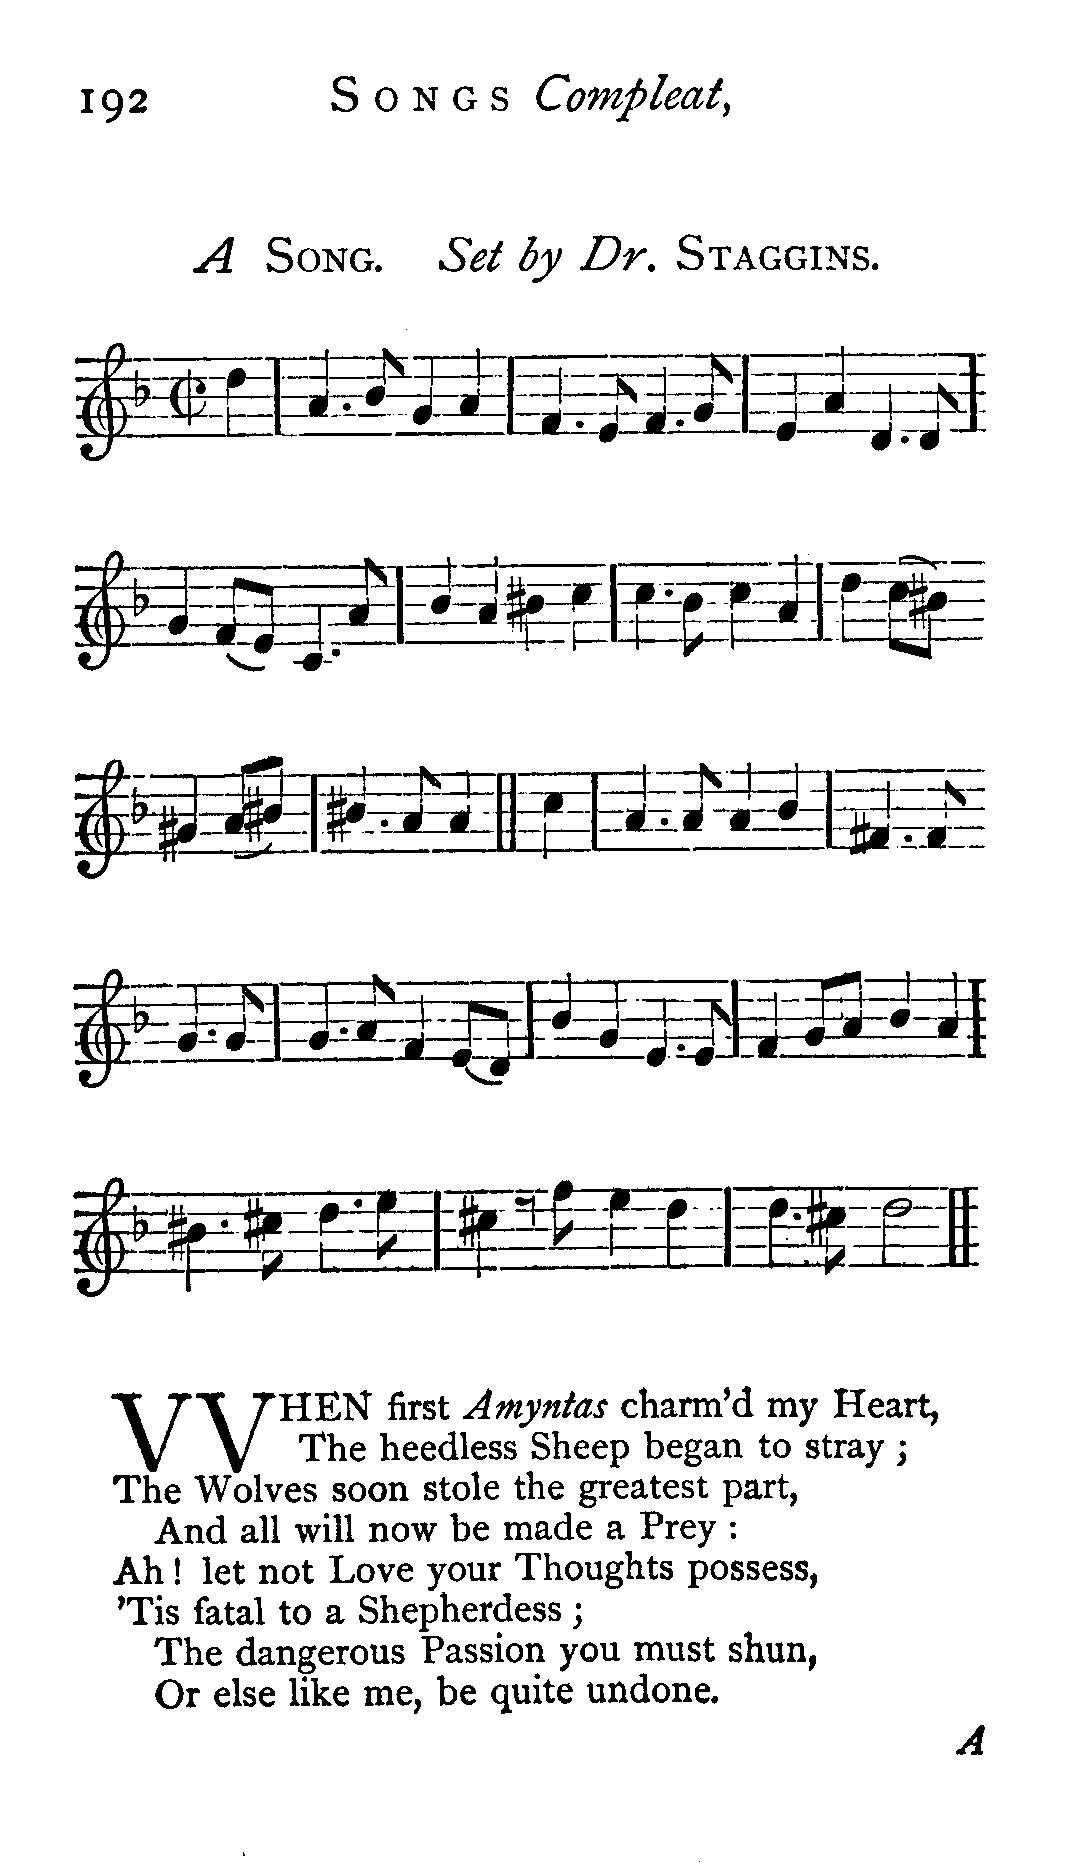 192 SONGS Compleat,
A SONG. Set by Dr. STAGGINS.
WHEN first Amyntas charm'd my Heart,
The heedless Sheep began to stray ;
The Wolves soon stole the greatest part,
And all will now be made a Prey :
Ah ! let not Love your Thoughts possess,
'Tis fatal to a Shepherdess ;
The dangerous Passion you must shun,
Or else like me, be quite undone.
A